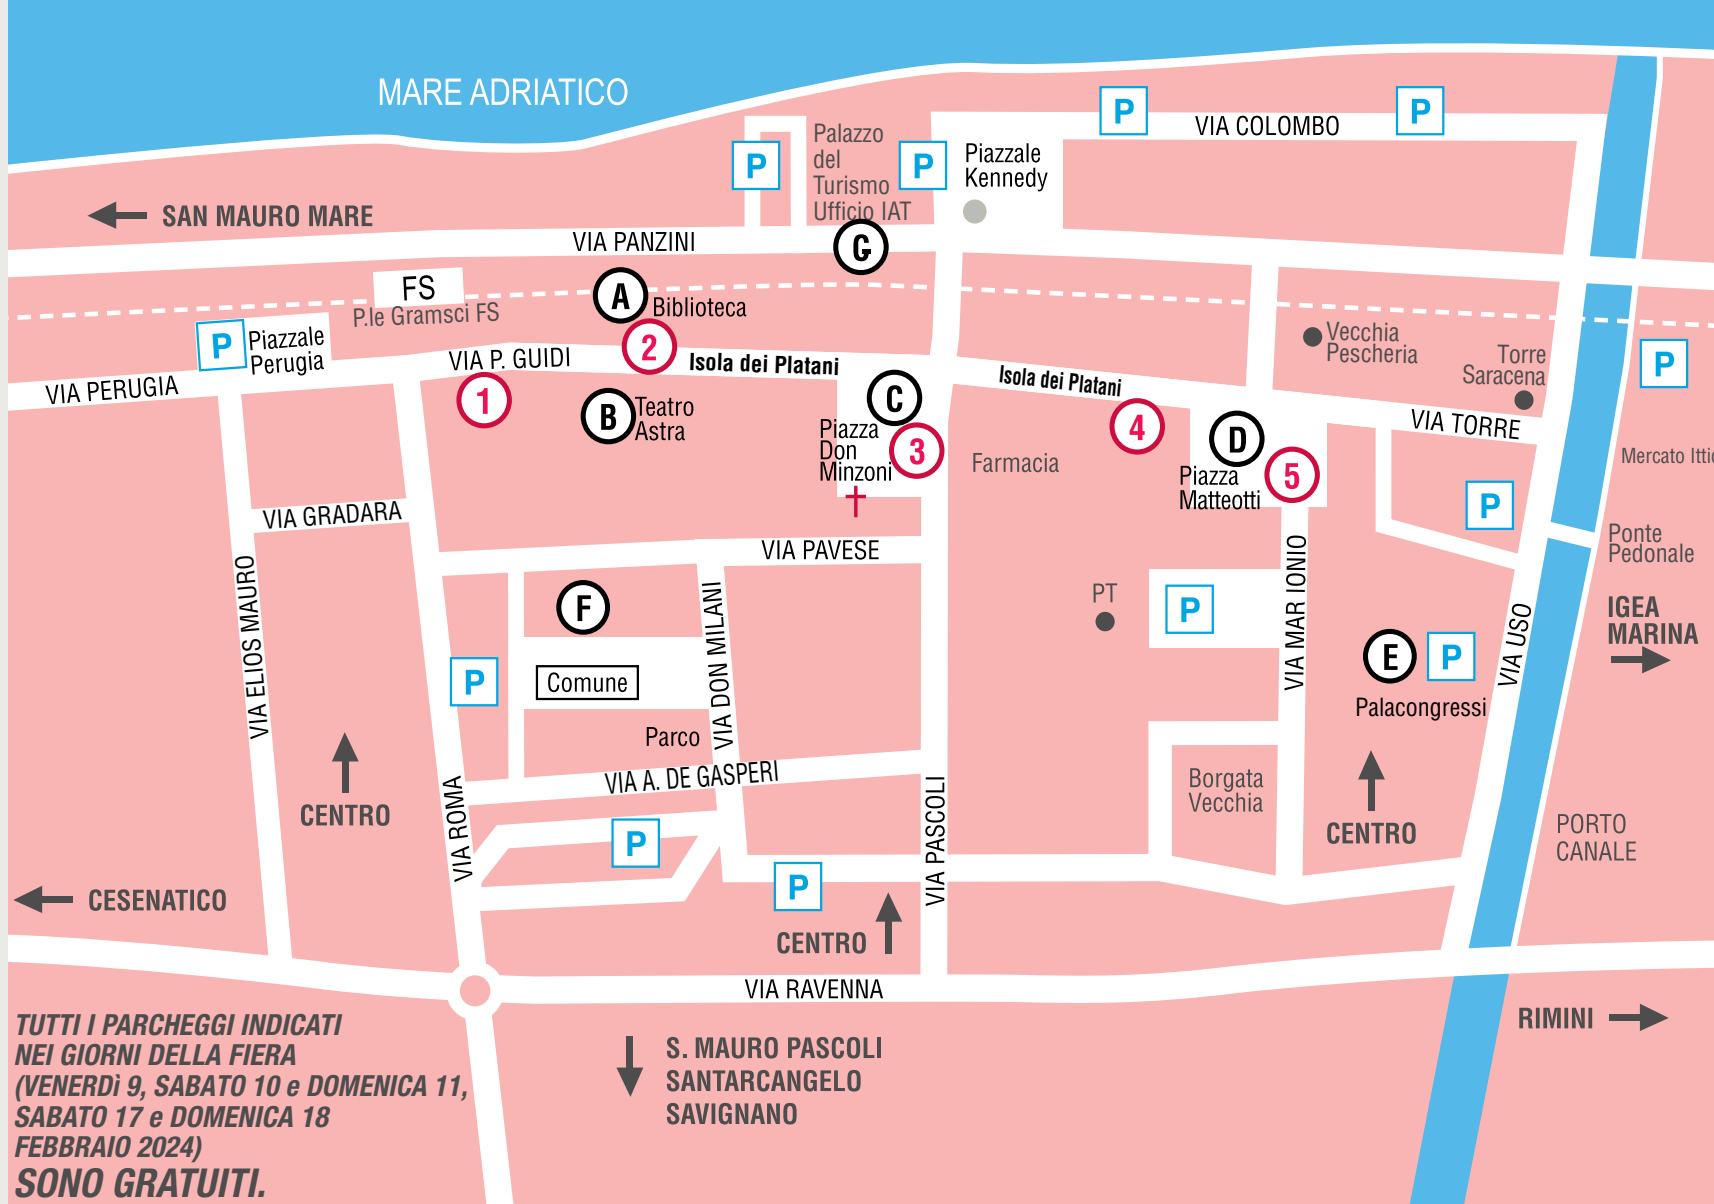 MARE ADRIATICO
P
P
VIA COLOMBO
P
P
Palazzo
del
Turismo
Ufficio IAT
Piazzale
Kennedy
SAN MAURO MARE
VIA PANZINI
G
FS
P.le Gramsci FS
A
Biblioteca
P
Piazzale
Perugia
2
VIA P. GUIDI
Isola dei Platani
Isola dei Platani
Vecchia
Pescheria
Torre
Saracena
P
VIA PERUGIA
1
B
Teatro
Astra
C
Piazza
Don
Minzoni
3
Farmacia
4
D
Piazza
Matteotti
5
VIA TORRE
Mercato Ittic
P
VIA GRADARA
VIA PAVESE
Ponte
Pedonale
VIA ELIOS MAURO
F
VIA DON MILANI
PT
P
VIA MAR IONIO
E
P
Palacongressi
VIA USO
IGEA
MARINA
P
Comune
Parco
VIA A. DE GASPERI
VIA ROMA
CENTRO
P
P
VIA PASCOLI
Borgata
Vecchia
CENTRO
PORTO
CANALE
CESENATICO
CENTRO
VIA RAVENNA
RIMINI
S. MAURO PASCOLI
SANTARCANGELO
SAVIGNANO
TUTTI I PARCHEGGI INDICATI
NEI GIORNI DELLA FIERA
(VENERDì 9, SABATO 10 e DOMENICA 11,
SABATO 17 e DOMENICA 18
FEBBRAIO 2024)
SONO GRATUITI.